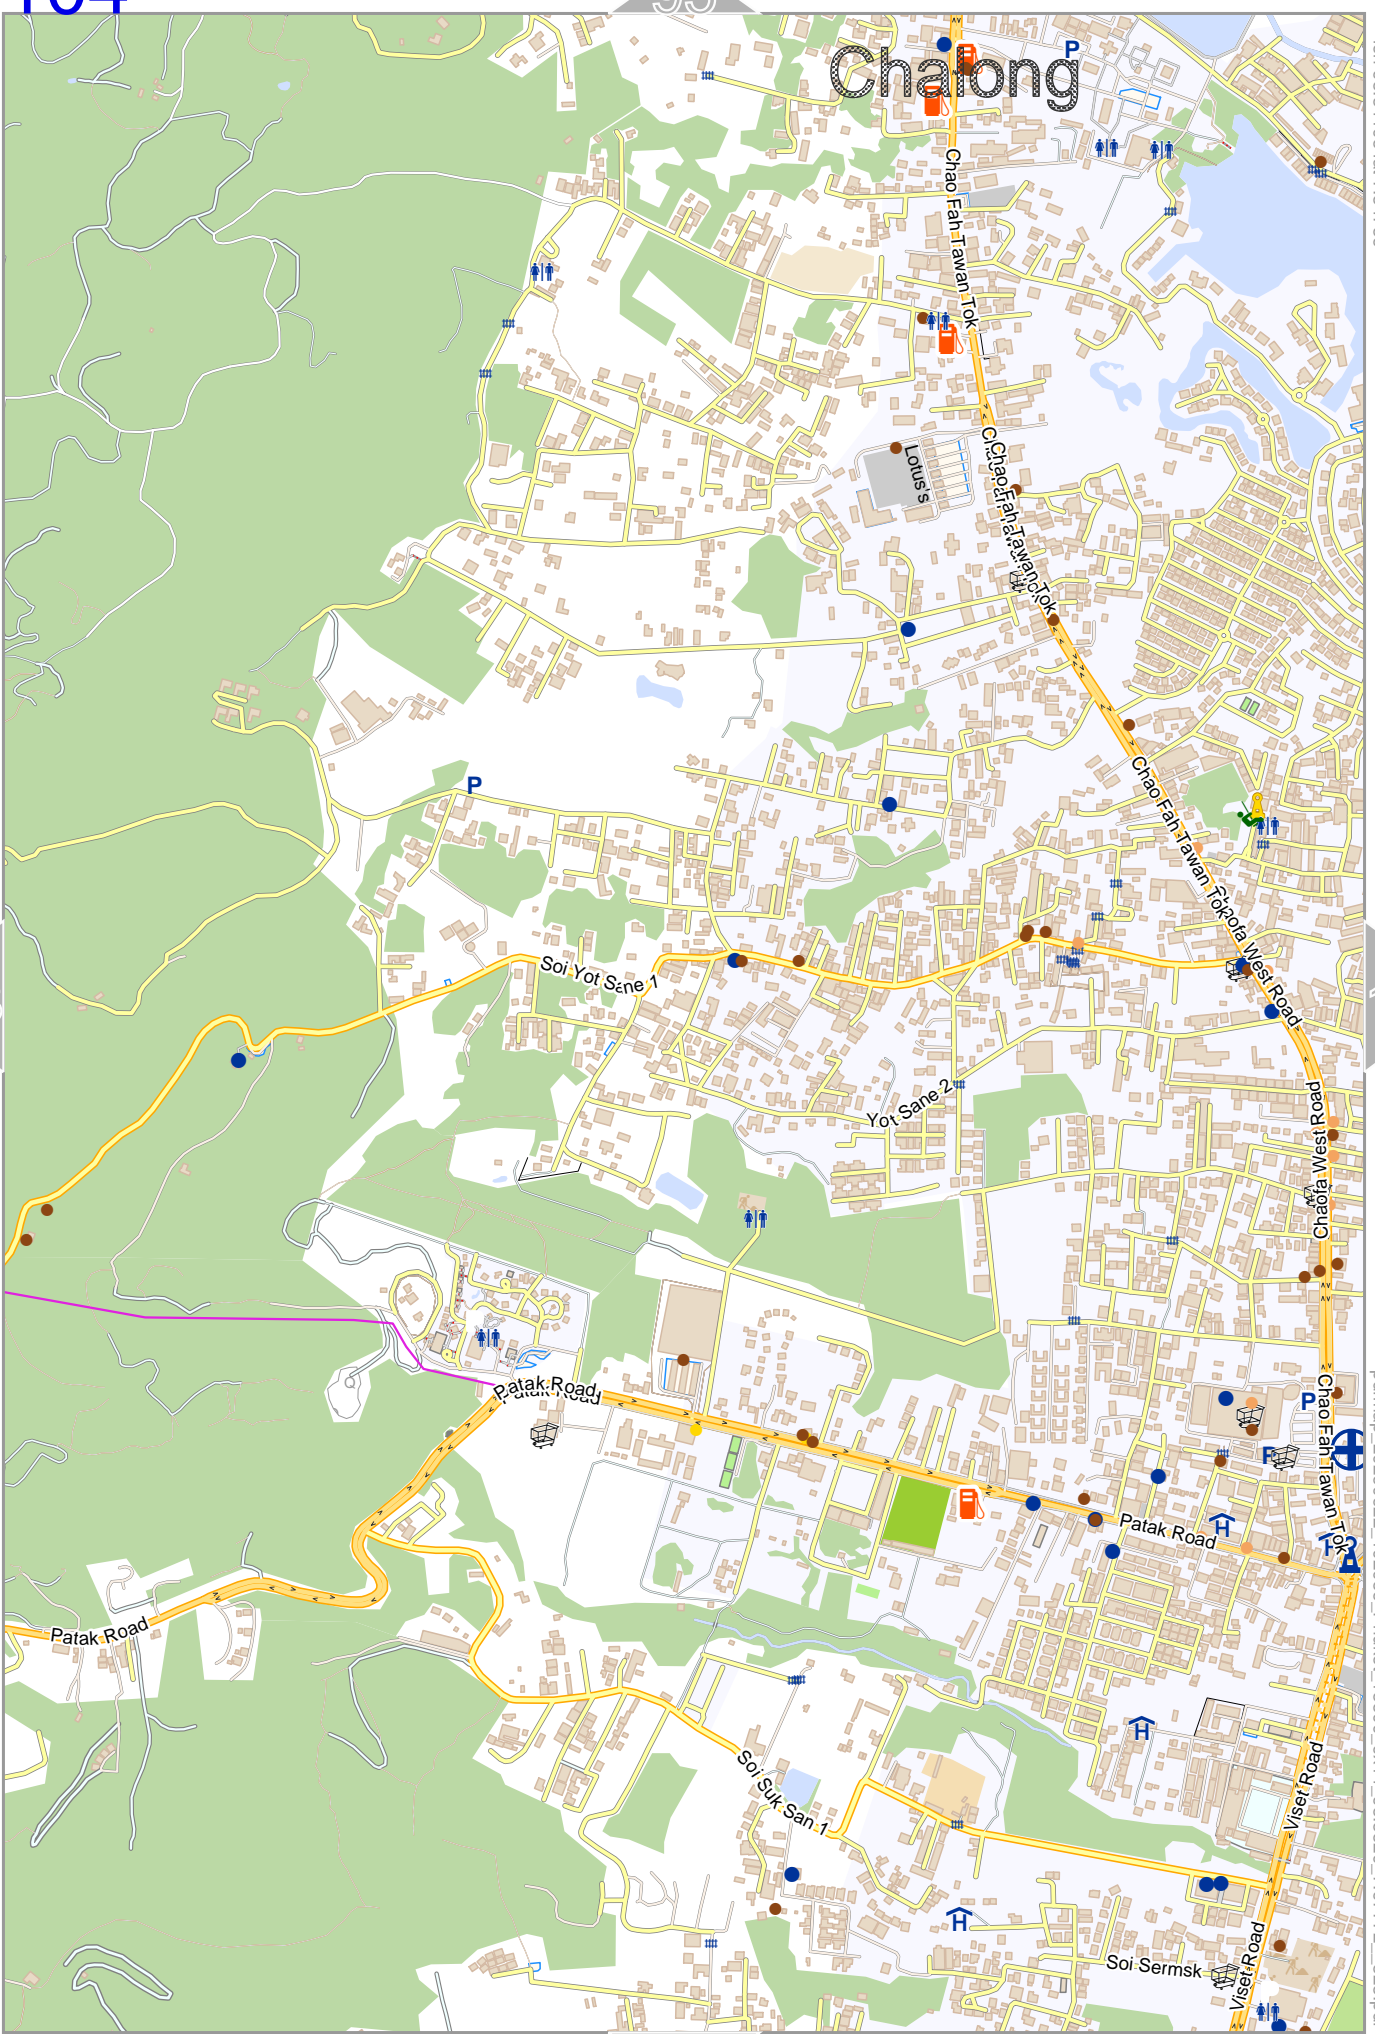 Chalong
P
Chao Fah Tawan Tok
Lotus's
Chao Fah Tawan Tok
P
Chao Fah Tawan Tok
Chaofa West Road
Soi Yot Sane 1
Yot Sane 2
Chaofa West Road
Patak Road
Patak Road
P
Chao Fah Tawan Tok
P
H
Patak Road
Patak Road
H
Soi Suk San 1
Viset Road
H
Soi Sermsk
Viset Road